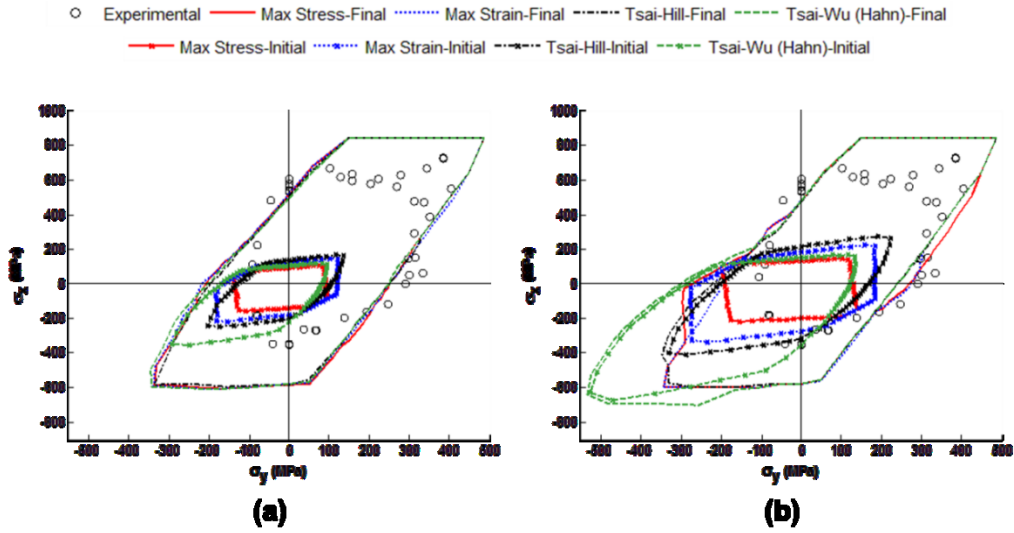 Experimental Max Stress-Final Max Strain-Final Tsai-Hill-Final Tsai-Wu (Hahn)-Final
Max Stress-Initial Max Strain-Initial Tsai-Hill-Initial Tsai-Wu (Hahn)-Initial
1000
800
600
400
200
0
-200
-400
-600
-800
σx (MPa)
-500 -400 -300 -200 -100 0 100 200 300 400 500
σy (MPa)
(a)
1000
800
600
400
200
0
-200
-400
-600
-800
σx (MPa)
-500 -400 -300 -200 -100 0 100 200 300 400 500
σy (MPa)
(b)